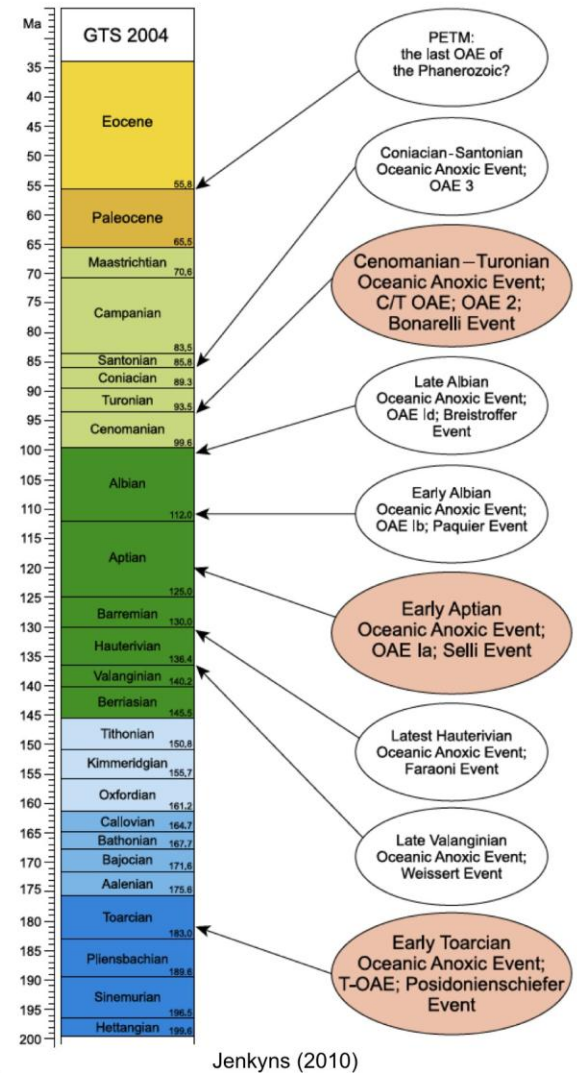 Ma
GTS 2004
35
40
45
50
55
60
65
70
75
80
85
90
95
100
105
110
115
120
125
130
135
140
145
150
155
160
165
170
175
180
185
190
195
200
Eocene
55,8
Paleocene
65,5
Maastrichtian 70,6
Campanian
83,5
Santonian 85.8
Coniacian 89.3
Turonian 93.5
Cenomanian
99.6
Albian
112.0
Aptian
125.0
Barremian 130.0
Hauterivian
136.4
Valanginian 140.2
Berriasian
145.5
Tithonian
150,8
Kimmeridgian
155,7
Oxfordian
161.2
Callovian 164.7
Bathonian 167.7
Bajocian 171,6
Aalenian 175.6
Toarcian
183.0
Pliensbachian
189.6
Sinemurian
196.5
Hettangian 199,6
PETM:
the last OAE of
the Phanerozoic?
Coniacian-Santonian
Oceanic Anoxic Event;
OAE 3
Cenomanian–Turonian
Oceanic Anoxic Event;
C/T OAE; OAE 2;
Bonarelli Event
Late Albian
Oceanic Anoxic Event;
OAE Id; Breistroffer
Event
Early Albian
Oceanic Anoxic Event;
OAE Ib; Paquier Event
Early Aptian
Oceanic Anoxic Event;
OAE Ia; Selli Event
Latest Hauterivian
Oceanic Anoxic Event;
Faraoni Event
Late Valanginian
Oceanic Anoxic Event;
Weissert Event
Early Toarcian
Oceanic Anoxic Event;
T-OAE; Posidonienschiefer
Event
Jenkyns (2010)